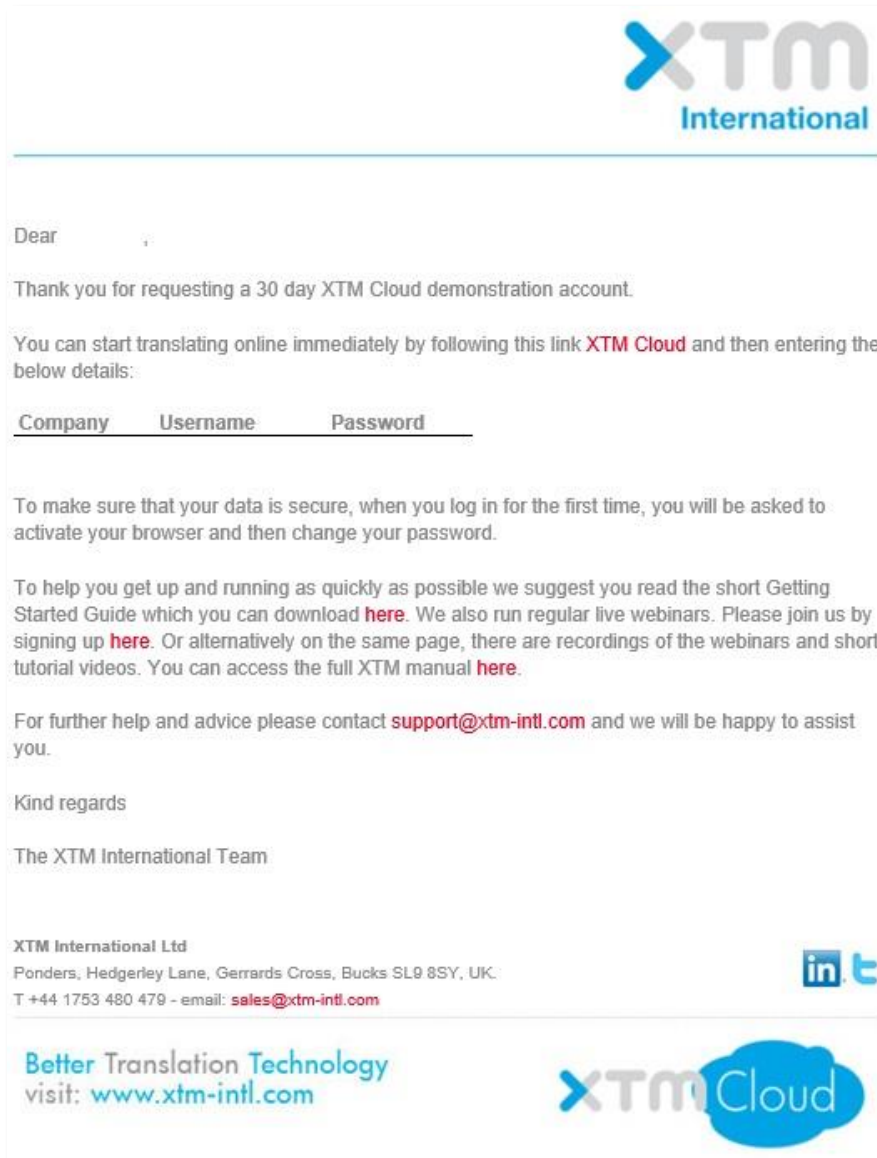 XTM
International
Dear ,
Thank you for requesting a 30 day XTM Cloud demonstration account.
You can start translating online immediately by following this link XTM Cloud and then entering the
below details:
Company Username Password
To make sure that your data is secure, when you log in for the first time, you will be asked to
activate your browser and then change your password.
To help you get up and running as quickly as possible we suggest you read the short Getting
Started Guide which you can download here. We also run regular live webinars. Please join us by
signing up here. Or alternatively on the same page, there are recordings of the webinars and short
tutorial videos. You can access the full XTM manual here.
For further help and advice please contact support@xtm-intl.com and we will be happy to assist
you.
Kind regards
The XTM International Team
XTM International Ltd
Ponders, Hedgerley Lane, Gerrards Cross, Bucks SL9 8SY, UK.
T +44 1753 480 479 - email: sales@xtm-intl.com
in
Better Translation Technology
visit: www.xtm-intl.com
XTM Cloud